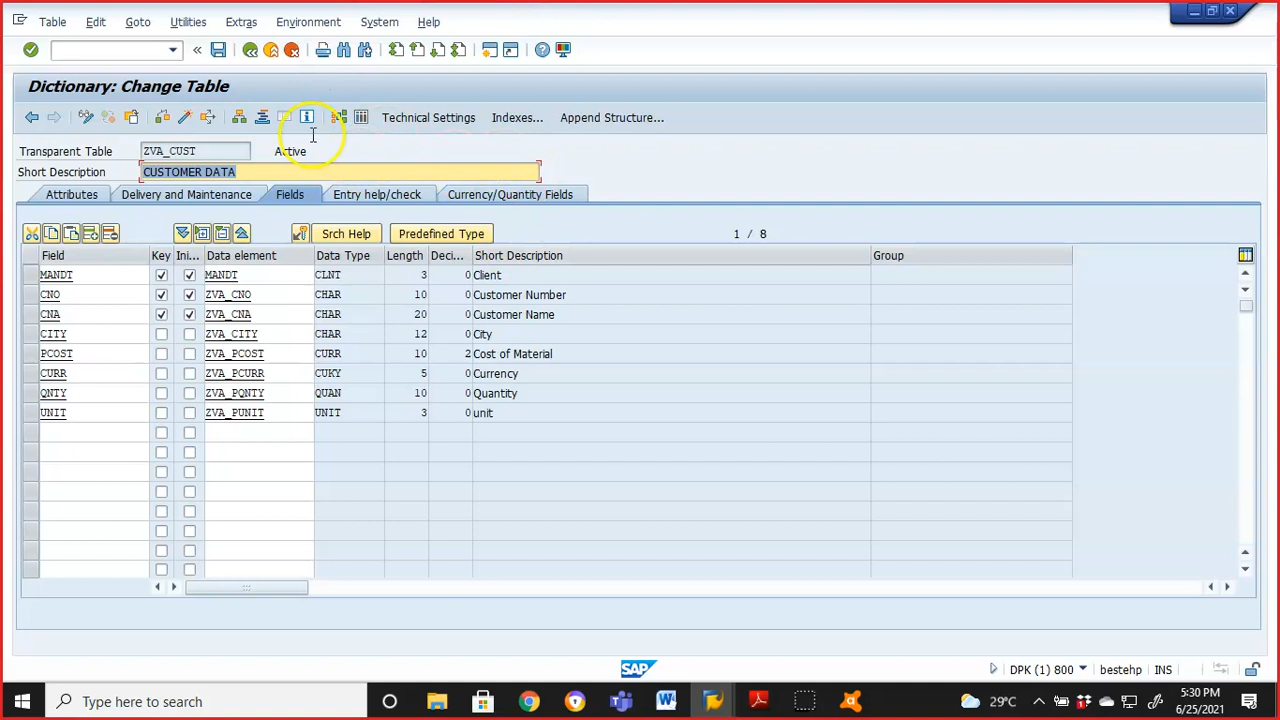 Table Edit Goto Utilities Extras Environment System Help
Dictionary: Change Table
Technical Settings Indexes... Append Structure...
Transparent Table ZVA_CUST Active
Short Description CUSTOMER DATA
Attributes Delivery and Maintenance Fields Entry help/check Currency/Quantity Fields
Srch Help Predefined Type 1 / 8
Field Key Ini... Data element Data Type Length Deci... Short Description Group
MANDT MANDT CLNT 3 0 Client
CNO ZVA_CNO CHAR 10 0 Customer Number
CNA ZVA_CNA CHAR 20 0 Customer Name
CITY ZVA_CITY CHAR 12 0 City
PCOST ZVA_PCOST CURR 10 2 Cost of Material
CURR ZVA_PCURR CUKY 5 0 Currency
QNTY ZVA_PQNTY QUAN 10 0 Quantity
UNIT ZVA_PUNIT UNIT 3 0 unit
SAP
DPK (1) 800 bestehp INS
Type here to search 29°C 5:30 PM
6/25/2021